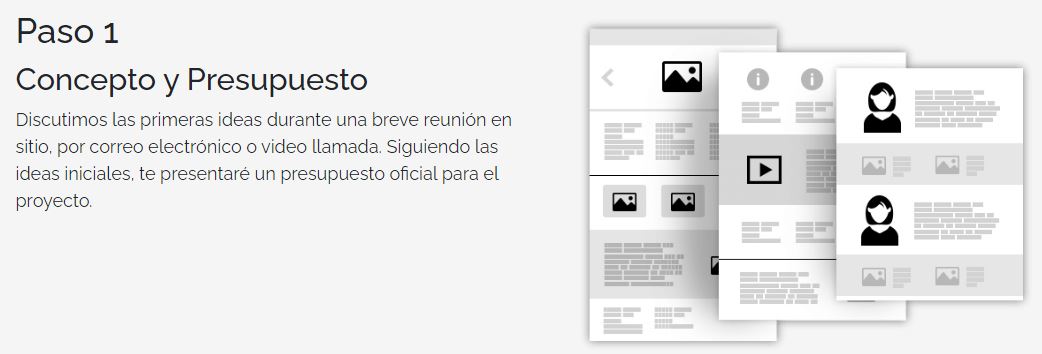 Paso 1
Concepto y Presupuesto
Discutimos las primeras ideas durante una breve reunión en
sitio, por correo electrónico o video llamada. Siguiendo las
ideas iniciales, te presentaré un presupuesto oficial para el
proyecto.